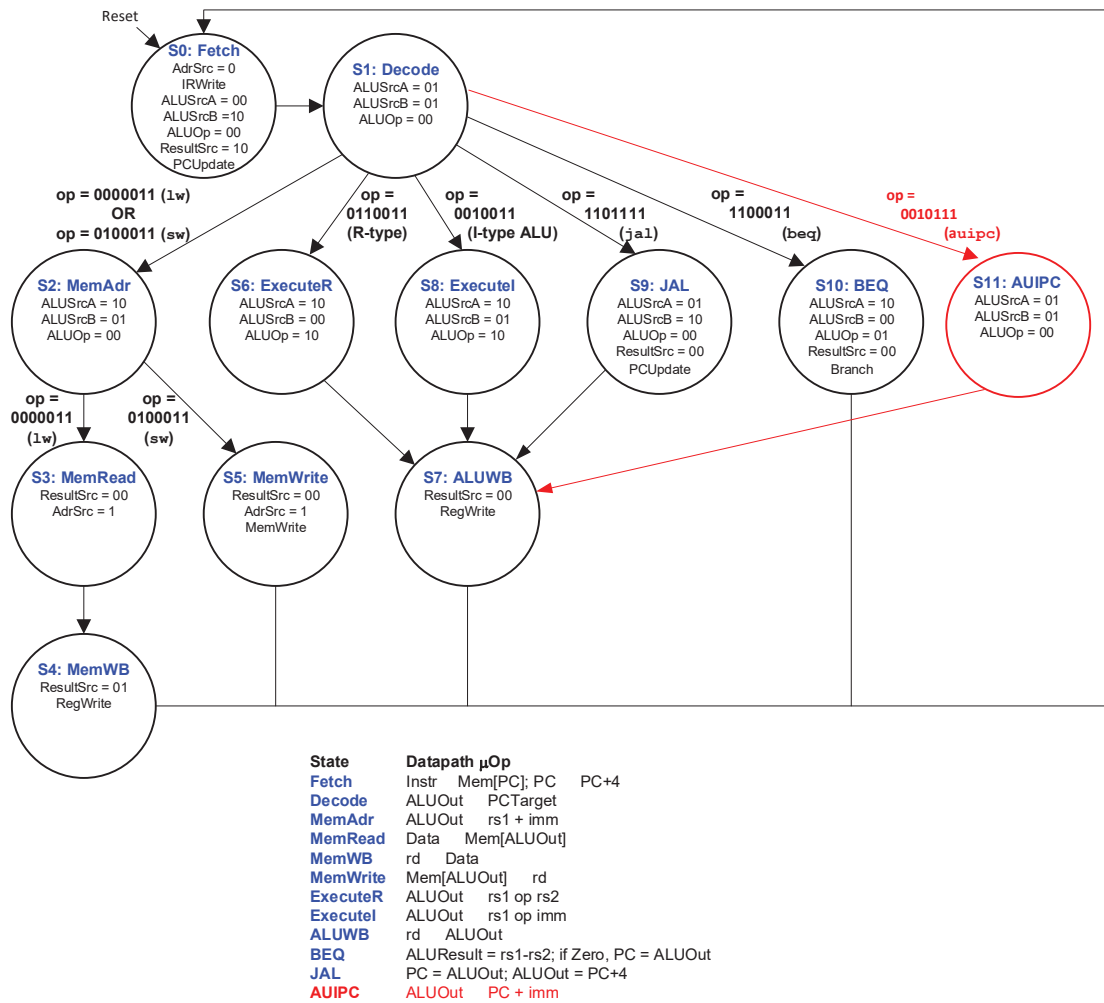 Reset
S0: Fetch
AdrSrc = 0
IRWrite
ALUSrcA = 00
ALUSrcB =10
ALUOp = 00
ResultSrc = 10
PCUpdate
S1: Decode
ALUSrcA = 01
ALUSrcB = 01
ALUOp = 00
op = 0000011 (lw)
OR
op = 0100011 (sw)
op =
0110011
(R-type)
op =
0010011
(I-type ALU)
op =
1101111
(jal)
op =
1100011
(beq)
op =
0010111
(auipc)
S2: MemAdr
ALUSrcA = 10
ALUSrcB = 01
ALUOp = 00
S6: ExecuteR
ALUSrcA = 10
ALUSrcB = 00
ALUOp = 10
S8: ExecuteI
ALUSrcA = 10
ALUSrcB = 01
ALUOp = 10
S9: JAL
ALUSrcA = 01
ALUSrcB = 10
ALUOp = 00
ResultSrc = 00
PCUpdate
S10: BEQ
ALUSrcA = 10
ALUSrcB = 00
ALUOp = 01
ResultSrc = 00
Branch
S11: AUIPC
ALUSrcA = 01
ALUSrcB = 01
ALUOp = 00
op =
0000011
(lw)
op =
0100011
(sw)
S3: MemRead
ResultSrc = 00
AdrSrc = 1
S5: MemWrite
ResultSrc = 00
AdrSrc = 1
MemWrite
S7: ALUWB
ResultSrc = 00
RegWrite
S4: MemWB
ResultSrc = 01
RegWrite
State Datapath μOp
Fetch Instr Mem[PC]; PC PC+4
Decode ALUOut PCTarget
MemAdr ALUOut rs1 + imm
MemRead Data Mem[ALUOut]
MemWB rd Data
MemWrite Mem[ALUOut] rd
ExecuteR ALUOut rs1 op rs2
ExecuteI ALUOut rs1 op imm
ALUWB rd ALUOut
BEQ ALUResult = rs1-rs2; if Zero, PC = ALUOut
JAL PC = ALUOut; ALUOut = PC+4
AUIPC ALUOut PC + imm